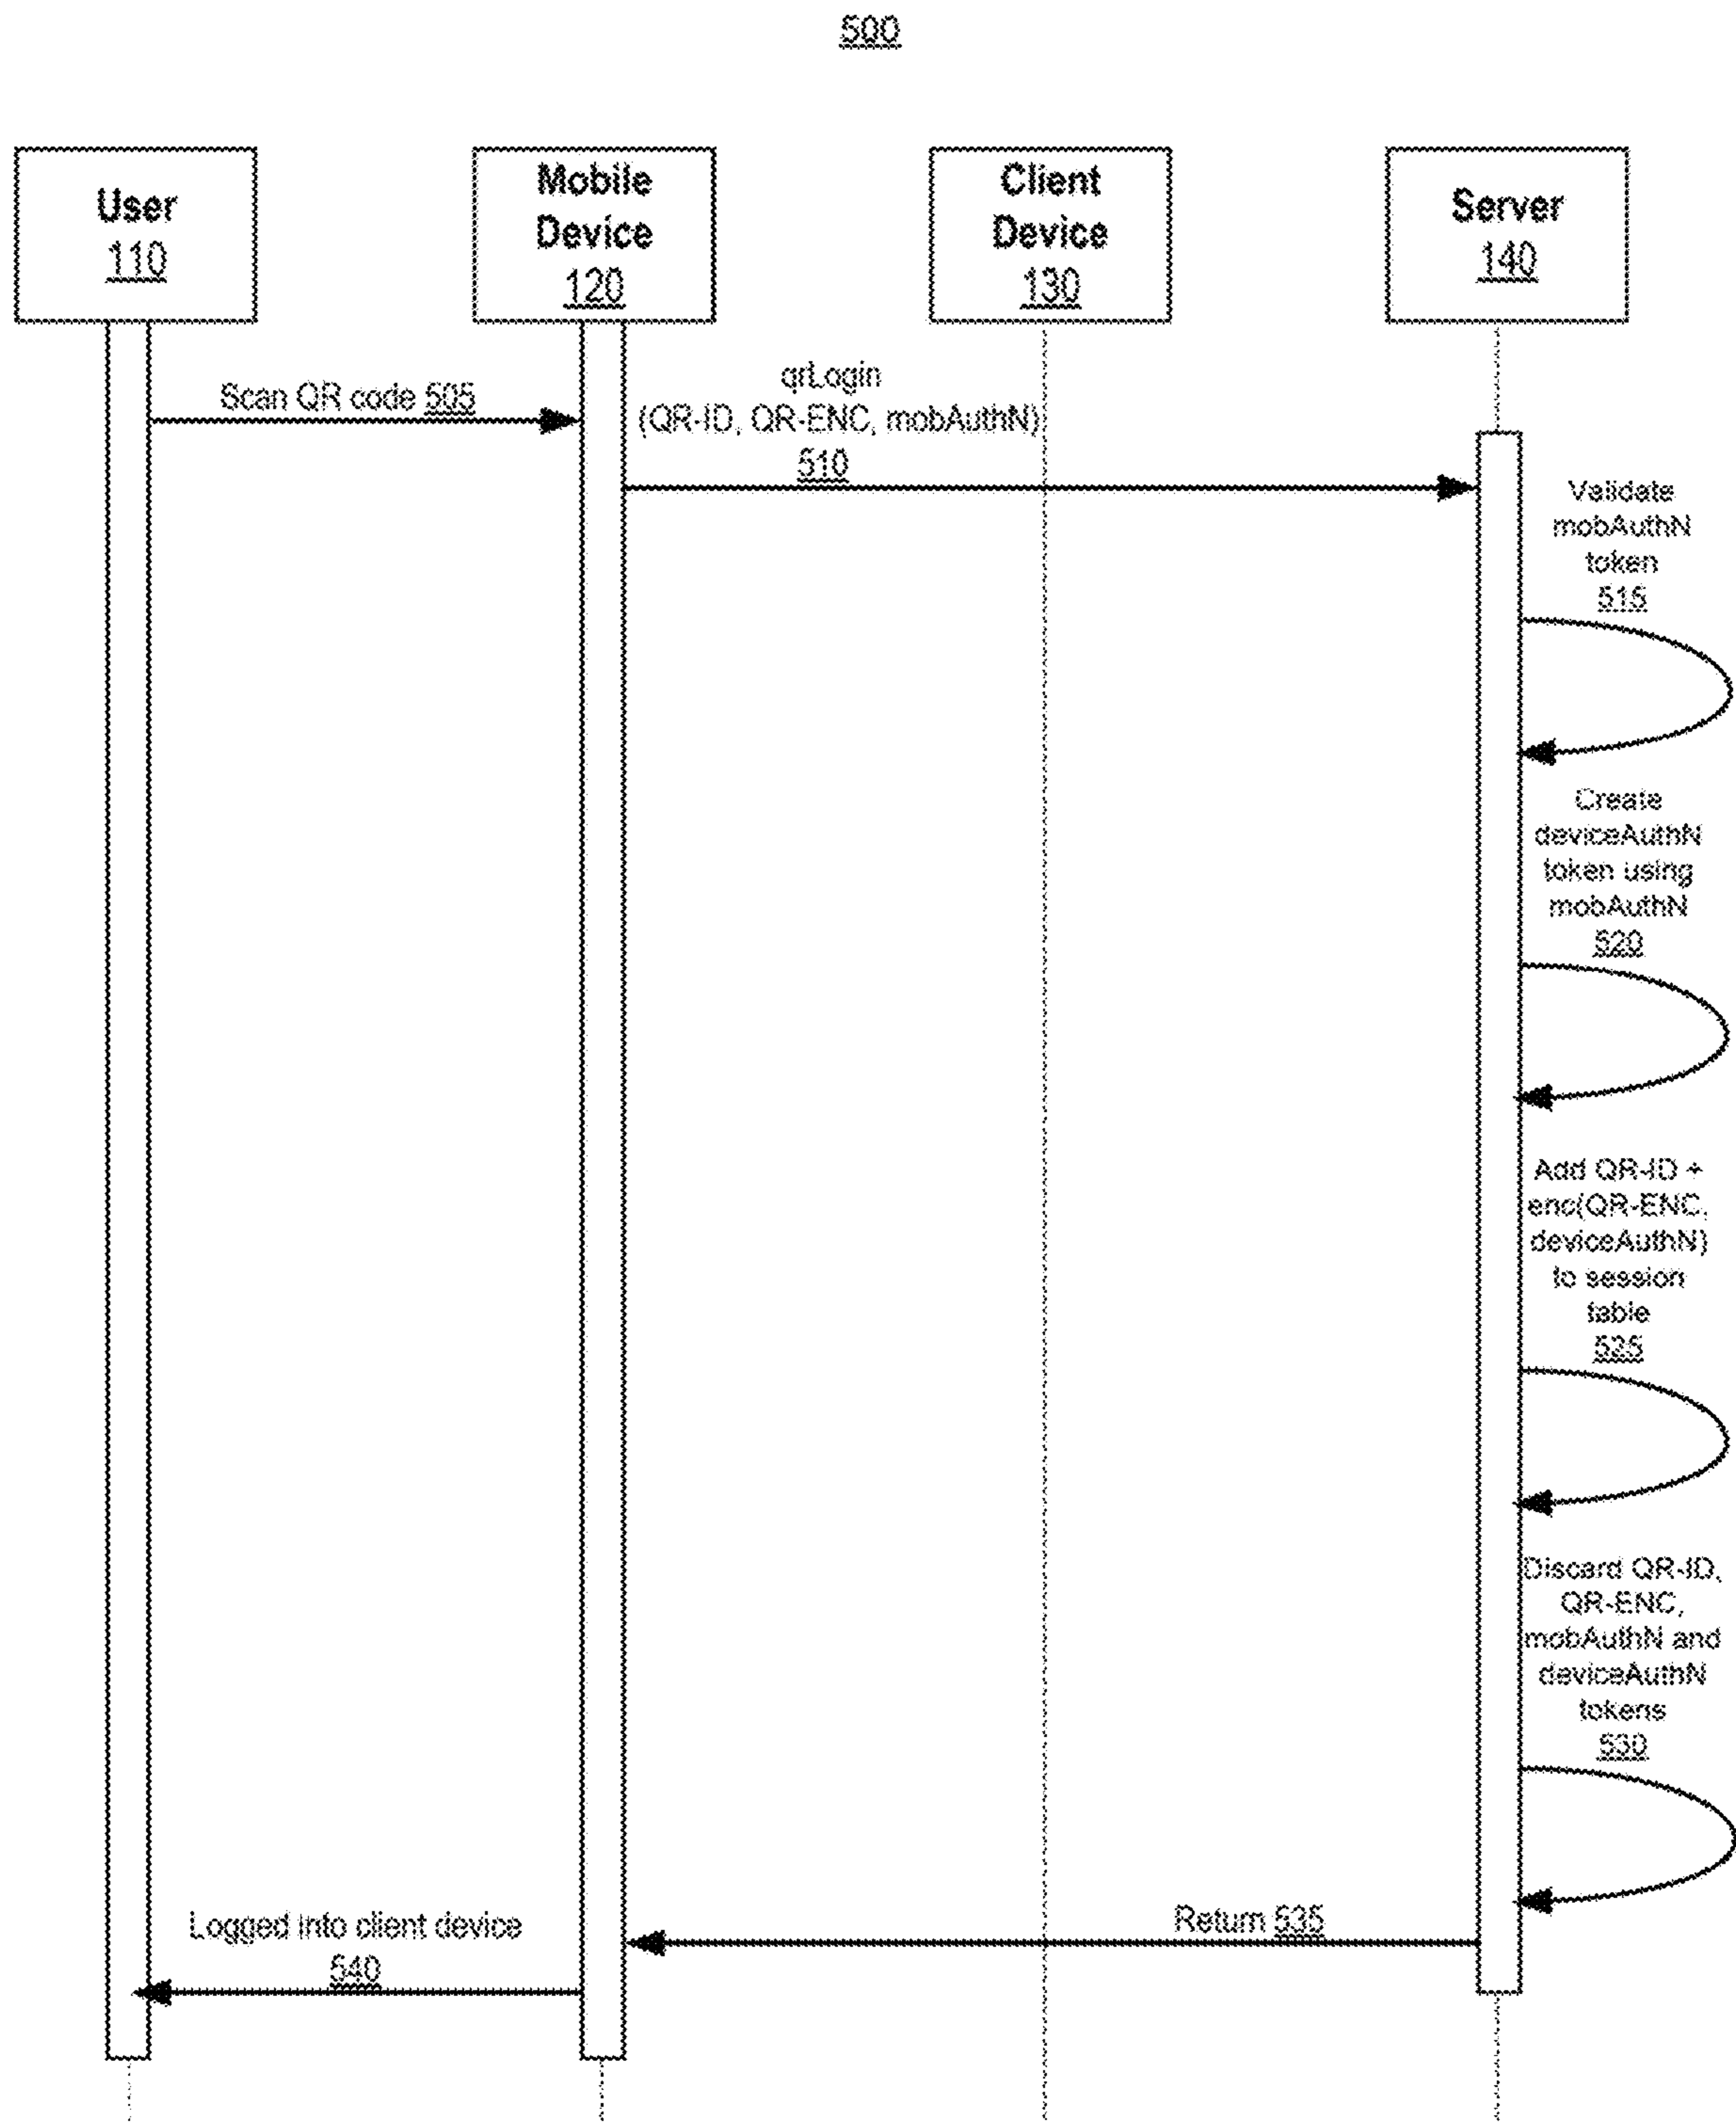 500
User
110
Mobile
Device
120
Client
Device
130
Server
140
Scan QR code 505
qrLogin
(QR-ID, QR-ENC, mobAuthN)
510
Validate
mobAuthN
token
515
Create
deviceAuthN
token using
mobAuthN
520
Add QR-ID +
enc(QR-ENC,
deviceAuthN)
to session
table
525
Discard QR-ID,
QR-ENC,
mobAuthN and
deviceAuthN
tokens
530
Return 535
Logged into client device
540